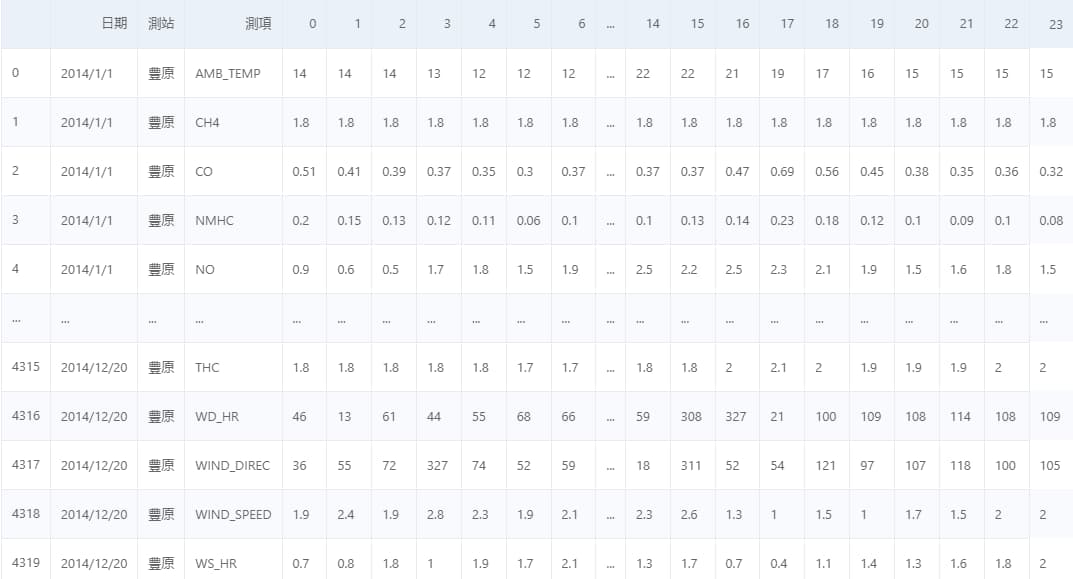 日期 測站 測項 0 1 2 3 4 5 6 ... 14 15 16 17 18 19 20 21 22 23
0 2014/1/1 豐原 AMB_TEMP 14 14 14 13 12 12 12 ... 22 22 21 19 17 16 15 15 15 15
1 2014/1/1 豐原 CH4 1.8 1.8 1.8 1.8 1.8 1.8 1.8 ... 1.8 1.8 1.8 1.8 1.8 1.8 1.8 1.8 1.8 1.8
2 2014/1/1 豐原 CO 0.51 0.41 0.39 0.37 0.35 0.3 0.37 ... 0.37 0.37 0.47 0.69 0.56 0.45 0.38 0.35 0.36 0.32
3 2014/1/1 豐原 NMHC 0.2 0.15 0.13 0.12 0.11 0.06 0.1 ... 0.1 0.13 0.14 0.23 0.18 0.12 0.1 0.09 0.1 0.08
4 2014/1/1 豐原 NO 0.9 0.6 0.5 1.7 1.8 1.5 1.9 ... 2.5 2.2 2.5 2.3 2.1 1.9 1.5 1.6 1.8 1.5
... ... ... ... ... ... ... ... ... ... ... ... ... ... ... ... ... ... ... ... ... ...
4315 2014/12/20 豐原 THC 1.8 1.8 1.8 1.8 1.8 1.7 1.7 ... 1.8 1.8 2 2.1 2 1.9 1.9 1.9 2 2
4316 2014/12/20 豐原 WD_HR 46 13 61 44 55 68 66 ... 59 308 327 21 100 109 108 114 108 109
4317 2014/12/20 豐原 WIND_DIREC 36 55 72 327 74 52 59 ... 18 311 52 54 121 97 107 118 100 105
4318 2014/12/20 豐原 WIND_SPEED 1.9 2.4 1.9 2.8 2.3 1.9 2.1 ... 2.3 2.6 1.3 1 1.5 1 1.7 1.5 2 2
4319 2014/12/20 豐原 WS_HR 0.7 0.8 1.8 1 1.9 1.7 2.1 ... 1.3 1.7 0.7 0.4 1.1 1.4 1.3 1.6 1.8 2